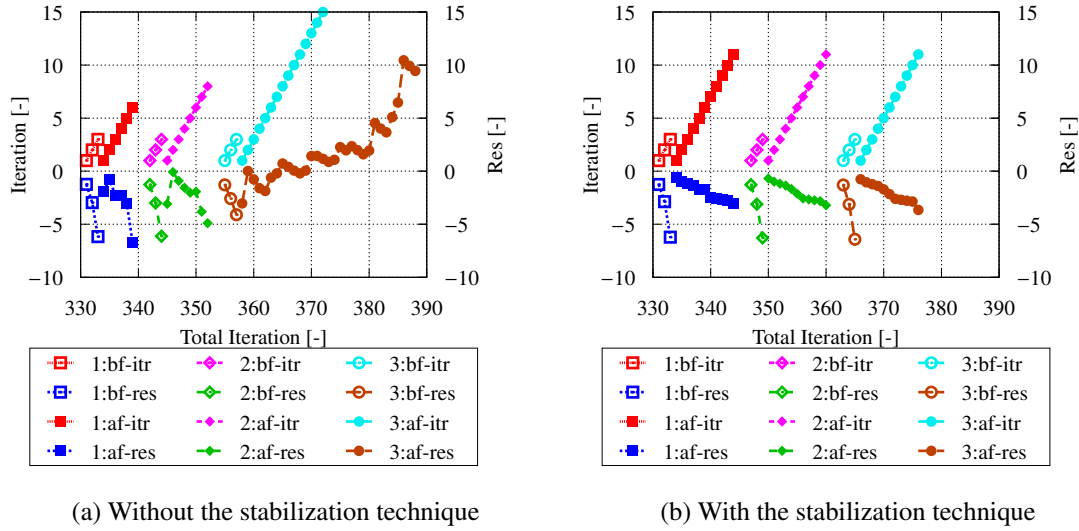 15 15
10 10
5 5
0 0
−5 −5
−10 −10
Iteration [-]
Res [-]
330 340 350 360 370 380 390
Total Iteration [-]
1:bf-itr 2:bf-itr 3:bf-itr
1:bf-res 2:bf-res 3:bf-res
1:af-itr 2:af-itr 3:af-itr
1:af-res 2:af-res 3:af-res
(a) Without the stabilization technique
15 15
10 10
5 5
0 0
−5 −5
−10 −10
Iteration [-]
Res [-]
330 340 350 360 370 380 390
Total Iteration [-]
1:bf-itr 2:bf-itr 3:bf-itr
1:bf-res 2:bf-res 3:bf-res
1:af-itr 2:af-itr 3:af-itr
1:af-res 2:af-res 3:af-res
(b) With the stabilization technique